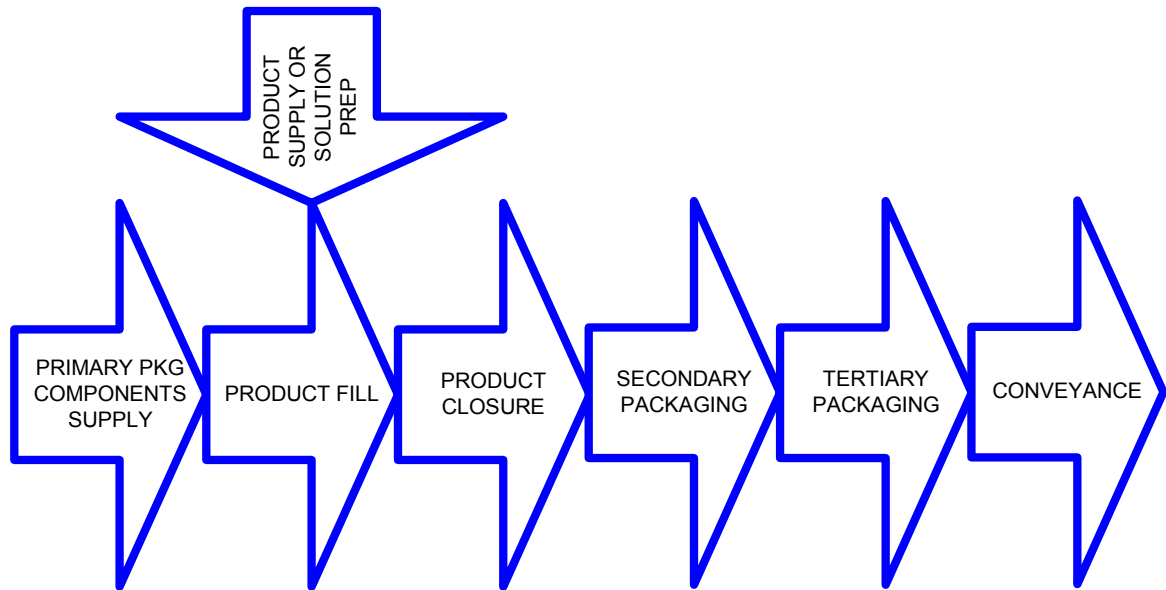 PRODUCT
SUPPLY OR
SOLUTION
PREP
PRIMARY PKG
COMPONENTS
SUPPLY
PRODUCT FILL
PRODUCT
CLOSURE
SECONDARY
PACKAGING
TERTIARY
PACKAGING
CONVEYANCE